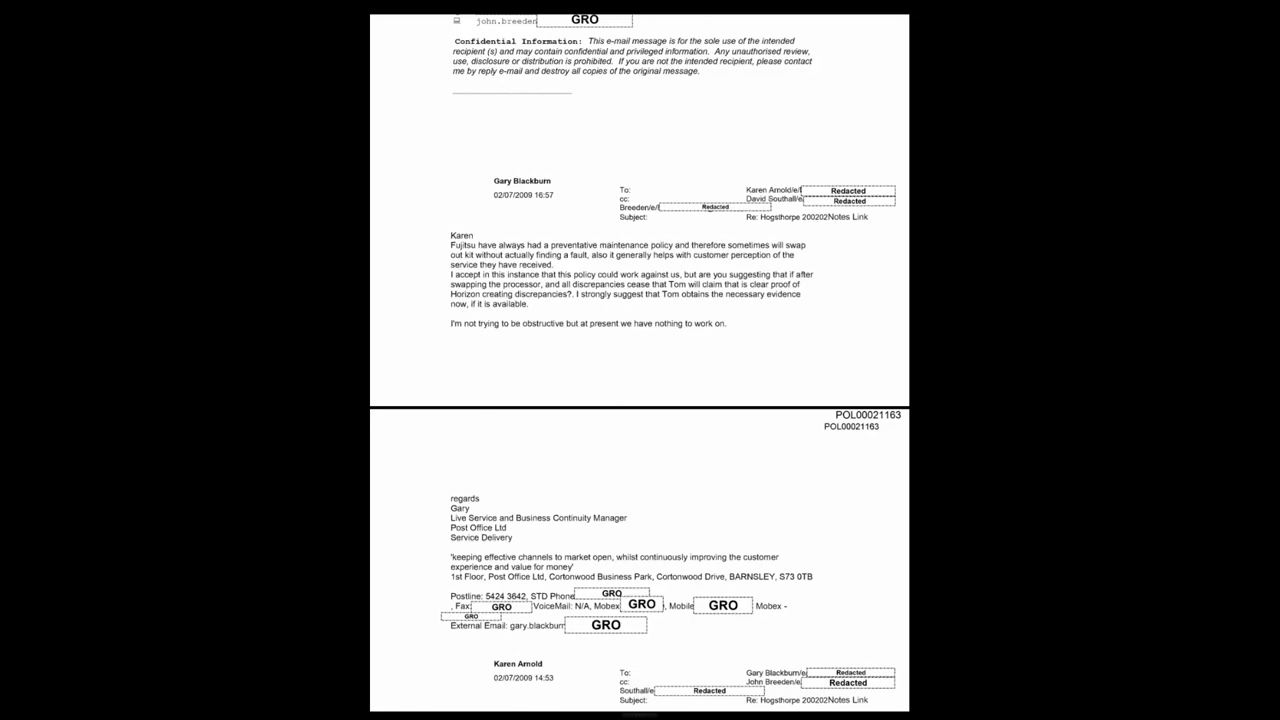 john.breeden GRO
Confidential Information: This e-mail message is for the sole use of the intended
recipient (s) and may contain confidential and privileged information. Any unauthorised review,
use, disclosure or distribution is prohibited. If you are not the intended recipient, please contact
me by reply e-mail and destroy all copies of the original message.
Gary Blackburn
02/07/2009 16:57
To: Karen Arnold/e/ Redacted
cc: David Southall/e/ Redacted
Breeden/e/ Redacted
Subject: Re: Hogsthorpe 200202Notes Link
Karen
Fujitsu have always had a preventative maintenance policy and therefore sometimes will swap
out kit without actually finding a fault, also it generally helps with customer perception of the
service they have received.
I accept in this instance that this policy could work against us, but are you suggesting that if after
swapping the processor, and all discrepancies cease that Tom will claim that is clear proof of
Horizon creating discrepancies?. I strongly suggest that Tom obtains the necessary evidence
now, if it is available.
I'm not trying to be obstructive but at present we have nothing to work on.
POL00021163
POL00021163
regards
Gary
Live Service and Business Continuity Manager
Post Office Ltd
Service Delivery
'keeping effective channels to market open, whilst continuously improving the customer
experience and value for money'
1st Floor, Post Office Ltd, Cortonwood Business Park, Cortonwood Drive, BARNSLEY, S73 0TB
Postline: 5424 3642, STD Phone GRO
, Fax GRO VoiceMail: N/A, Mobex GRO , Mobile GRO Mobex -
GRO
External Email: gary.blackburn GRO
Karen Arnold
02/07/2009 14:53
To: Gary Blackburn/e/ Redacted
cc: John Breeden/e/ Redacted
Southall/e Redacted
Subject: Re: Hogsthorpe 200202Notes Link